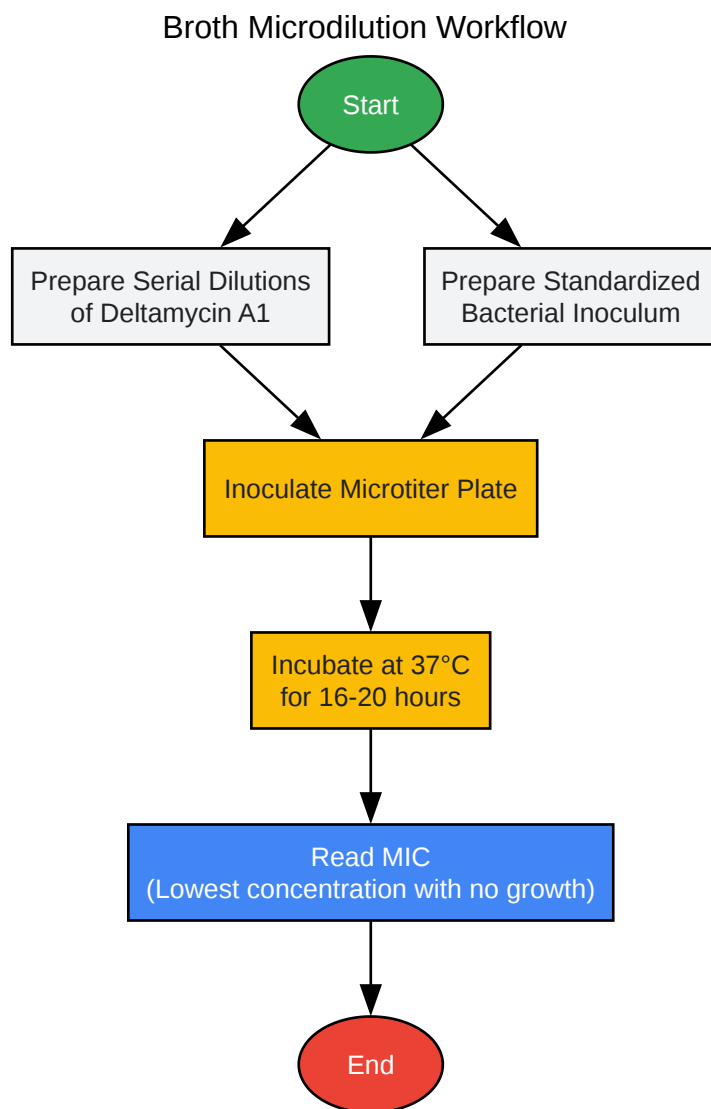 Broth Microdilution Workflow
Start
Prepare Serial Dilutions
of Deltamycin A1
Prepare Standardized
Bacterial Inoculum
Inoculate Microtiter Plate
Incubate at 37°C
for 16-20 hours
Read MIC
(Lowest concentration with no growth)
End